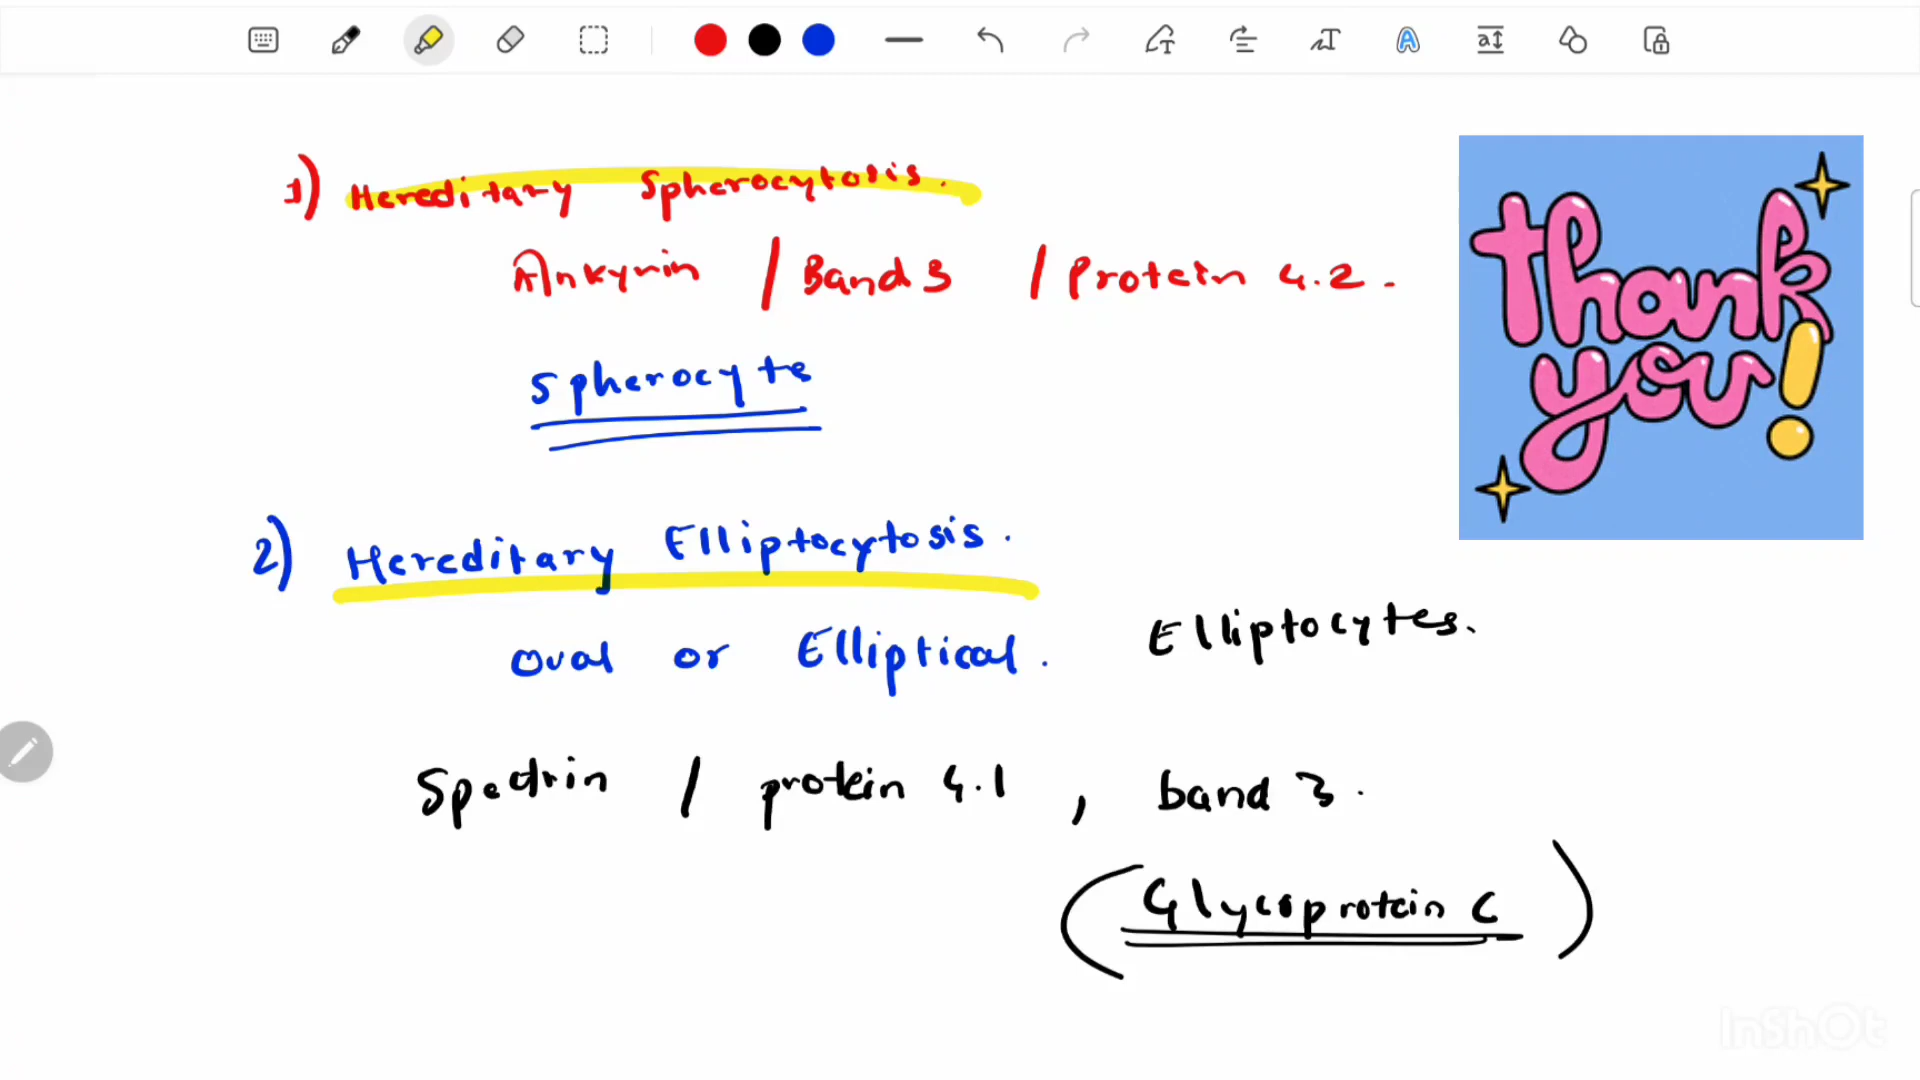 1) Hereditary Spherocytosis.
Ankyrin / Band 3 / Protein 4.2.
Spherocyte
2) Hereditary Elliptocytosis.
Oval or Elliptical.
Elliptocytes.
Spectrin / protein 4.1, band 3.
(Glycoprotein C)
thank you!
InShOt